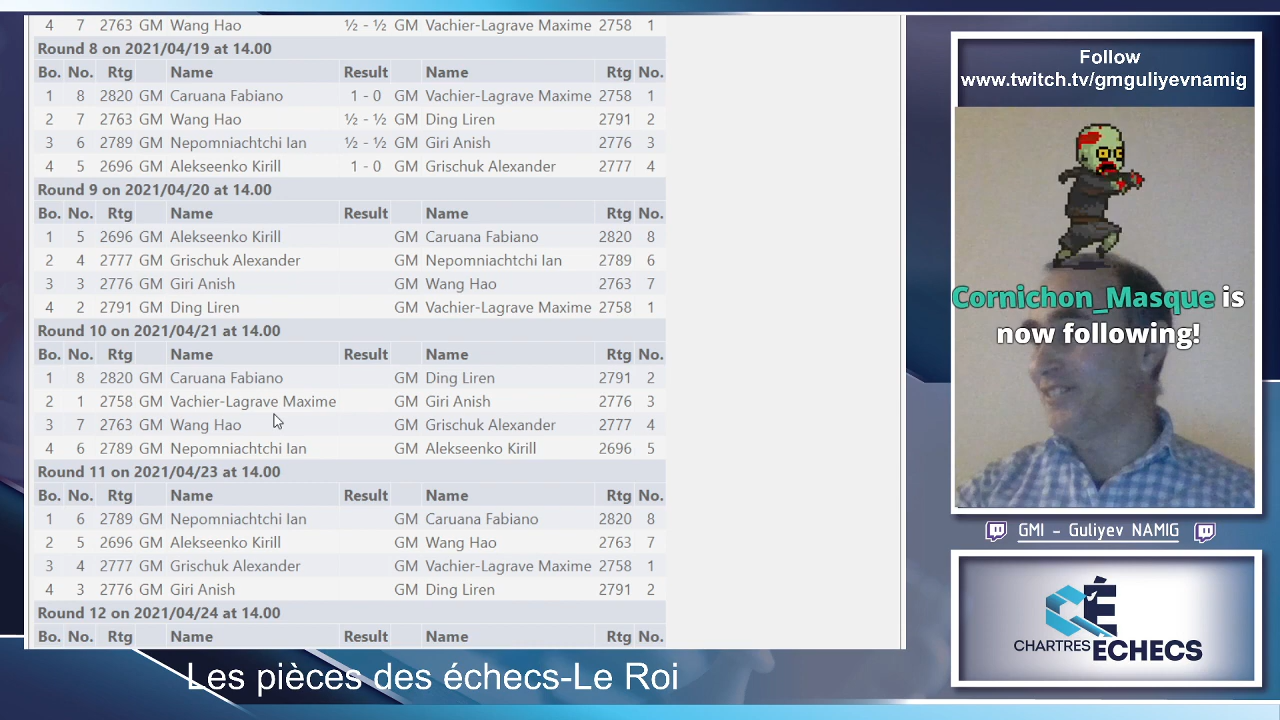 4 7 2763 GM Wang Hao ½ - ½ GM Vachier-Lagrave Maxime 2758 1
Round 8 on 2021/04/19 at 14.00
Bo. No. Rtg Name Result Name Rtg No.
1 8 2820 GM Caruana Fabiano 1 - 0 GM Vachier-Lagrave Maxime 2758 1
2 7 2763 GM Wang Hao ½ - ½ GM Ding Liren 2791 2
3 6 2789 GM Nepomniachtchi Ian ½ - ½ GM Giri Anish 2776 3
4 5 2696 GM Alekseenko Kirill 1 - 0 GM Grischuk Alexander 2777 4
Round 9 on 2021/04/20 at 14.00
Bo. No. Rtg Name Result Name Rtg No.
1 5 2696 GM Alekseenko Kirill GM Caruana Fabiano 2820 8
2 4 2777 GM Grischuk Alexander GM Nepomniachtchi Ian 2789 6
3 3 2776 GM Giri Anish GM Wang Hao 2763 7
4 2 2791 GM Ding Liren GM Vachier-Lagrave Maxime 2758 1
Round 10 on 2021/04/21 at 14.00
Bo. No. Rtg Name Result Name Rtg No.
1 8 2820 GM Caruana Fabiano GM Ding Liren 2791 2
2 1 2758 GM Vachier-Lagrave Maxime GM Giri Anish 2776 3
3 7 2763 GM Wang Hao GM Grischuk Alexander 2777 4
4 6 2789 GM Nepomniachtchi Ian GM Alekseenko Kirill 2696 5
Round 11 on 2021/04/23 at 14.00
Bo. No. Rtg Name Result Name Rtg No.
1 6 2789 GM Nepomniachtchi Ian GM Caruana Fabiano 2820 8
2 5 2696 GM Alekseenko Kirill GM Wang Hao 2763 7
3 4 2777 GM Grischuk Alexander GM Vachier-Lagrave Maxime 2758 1
4 3 2776 GM Giri Anish GM Ding Liren 2791 2
Round 12 on 2021/04/24 at 14.00
Bo. No. Rtg Name Result Name Rtg No.
Les pièces des échecs-Le Roi
Follow
www.twitch.tv/gmguliyevnamig
Cornichon_Masque is
now following!
GMI - Guliyev NAMIG
CÉ
CHARTRES ÉCHECS